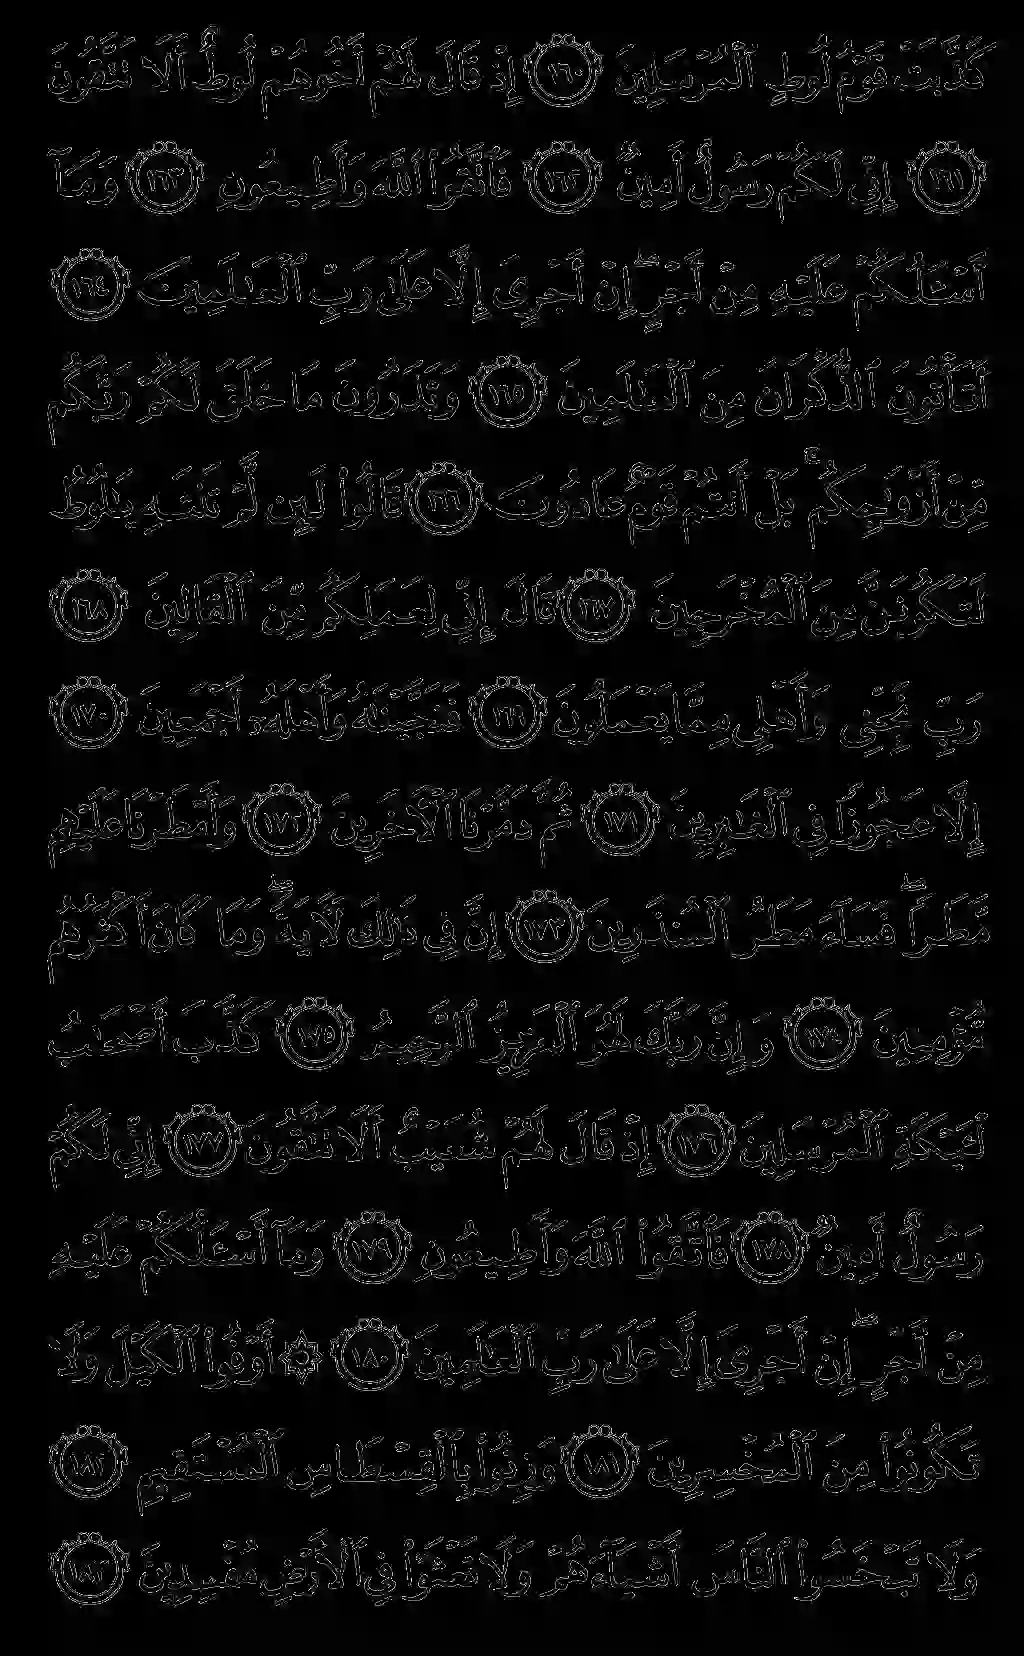 كَذَّبَتْ قَوْمُ لُوطٍ ٱلْمُرْسَلِينَ ١٦٠ إِذْ قَالَ لَهُمْ أَخُوهُمْ لُوطٌ أَلَا تَتَّقُونَ
١٦١ إِنِّي لَكُمْ رَسُولٌ أَمِينٌ ١٦٢ فَٱتَّقُوا۟ ٱللَّهَ وَأَطِيعُونِ ١٦٣ وَمَآ
أَسْـَٔلُكُمْ عَلَيْهِ مِنْ أَجْرٍ ۖ إِنْ أَجْرِيَ إِلَّا عَلَىٰ رَبِّ ٱلْعَـٰلَمِينَ ١٦٤
أَتَأْتُونَ ٱلذُّكْرَانَ مِنَ ٱلْعَـٰلَمِينَ ١٦٥ وَتَذَرُونَ مَا خَلَقَ لَكُمْ رَبُّكُم
مِّنْ أَزْوَٰجِكُم ۚ بَلْ أَنتُمْ قَوْمٌ عَادُونَ ١٦٦ قَالُوا۟ لَئِن لَّمْ تَنتَهِ يَـٰلُوطُ
لَتَكُونَنَّ مِنَ ٱلْمُخْرَجِينَ ١٦٧ قَالَ إِنِّي لِعَمَلِكُم مِّنَ ٱلْقَالِينَ ١٦٨
رَبِّ نَجِّنِي وَأَهْلِي مِمَّا يَعْمَلُونَ ١٦٩ فَنَجَّيْنَـٰهُ وَأَهْلَهُۥٓ أَجْمَعِينَ ١٧٠
إِلَّا عَجُوزًا فِي ٱلْغَـٰبِرِينَ ١٧١ ثُمَّ دَمَّرْنَا ٱلْـَٔاخَرِينَ ١٧٢ وَأَمْطَرْنَا عَلَيْهِم
مَّطَرًا ۖ فَسَآءَ مَطَرُ ٱلْمُنذَرِينَ ١٧٣ إِنَّ فِي ذَٰلِكَ لَـَٔايَةً ۖ وَمَا كَانَ أَكْثَرُهُم
مُّؤْمِنِينَ ١٧٤ وَإِنَّ رَبَّكَ لَهُوَ ٱلْعَزِيزُ ٱلرَّحِيمُ ١٧٥ كَذَّبَ أَصْحَـٰبُ
لْـَٔيْكَةِ ٱلْمُرْسَلِينَ ١٧٦ إِذْ قَالَ لَهُمْ شُعَيْبٌ أَلَا تَتَّقُونَ ١٧٧ إِنِّي لَكُمْ
رَسُولٌ أَمِينٌ ١٧٨ فَٱتَّقُوا۟ ٱللَّهَ وَأَطِيعُونِ ١٧٩ وَمَآ أَسْـَٔلُكُمْ عَلَيْهِ
مِنْ أَجْرٍ ۖ إِنْ أَجْرِيَ إِلَّا عَلَىٰ رَبِّ ٱلْعَـٰلَمِينَ ١٨٠ ۞ أَوْفُوا۟ ٱلْكَيْلَ وَلَا
تَكُونُوا۟ مِنَ ٱلْمُخْسِرِينَ ١٨١ وَزِنُوا۟ بِٱلْقِسْطَاسِ ٱلْمُسْتَقِيمِ ١٨٢
وَلَا تَبْخَسُوا۟ ٱلنَّاسَ أَشْيَآءَهُمْ وَلَا تَعْثَوْا۟ فِي ٱلْأَرْضِ مُفْسِدِينَ ١٨٣